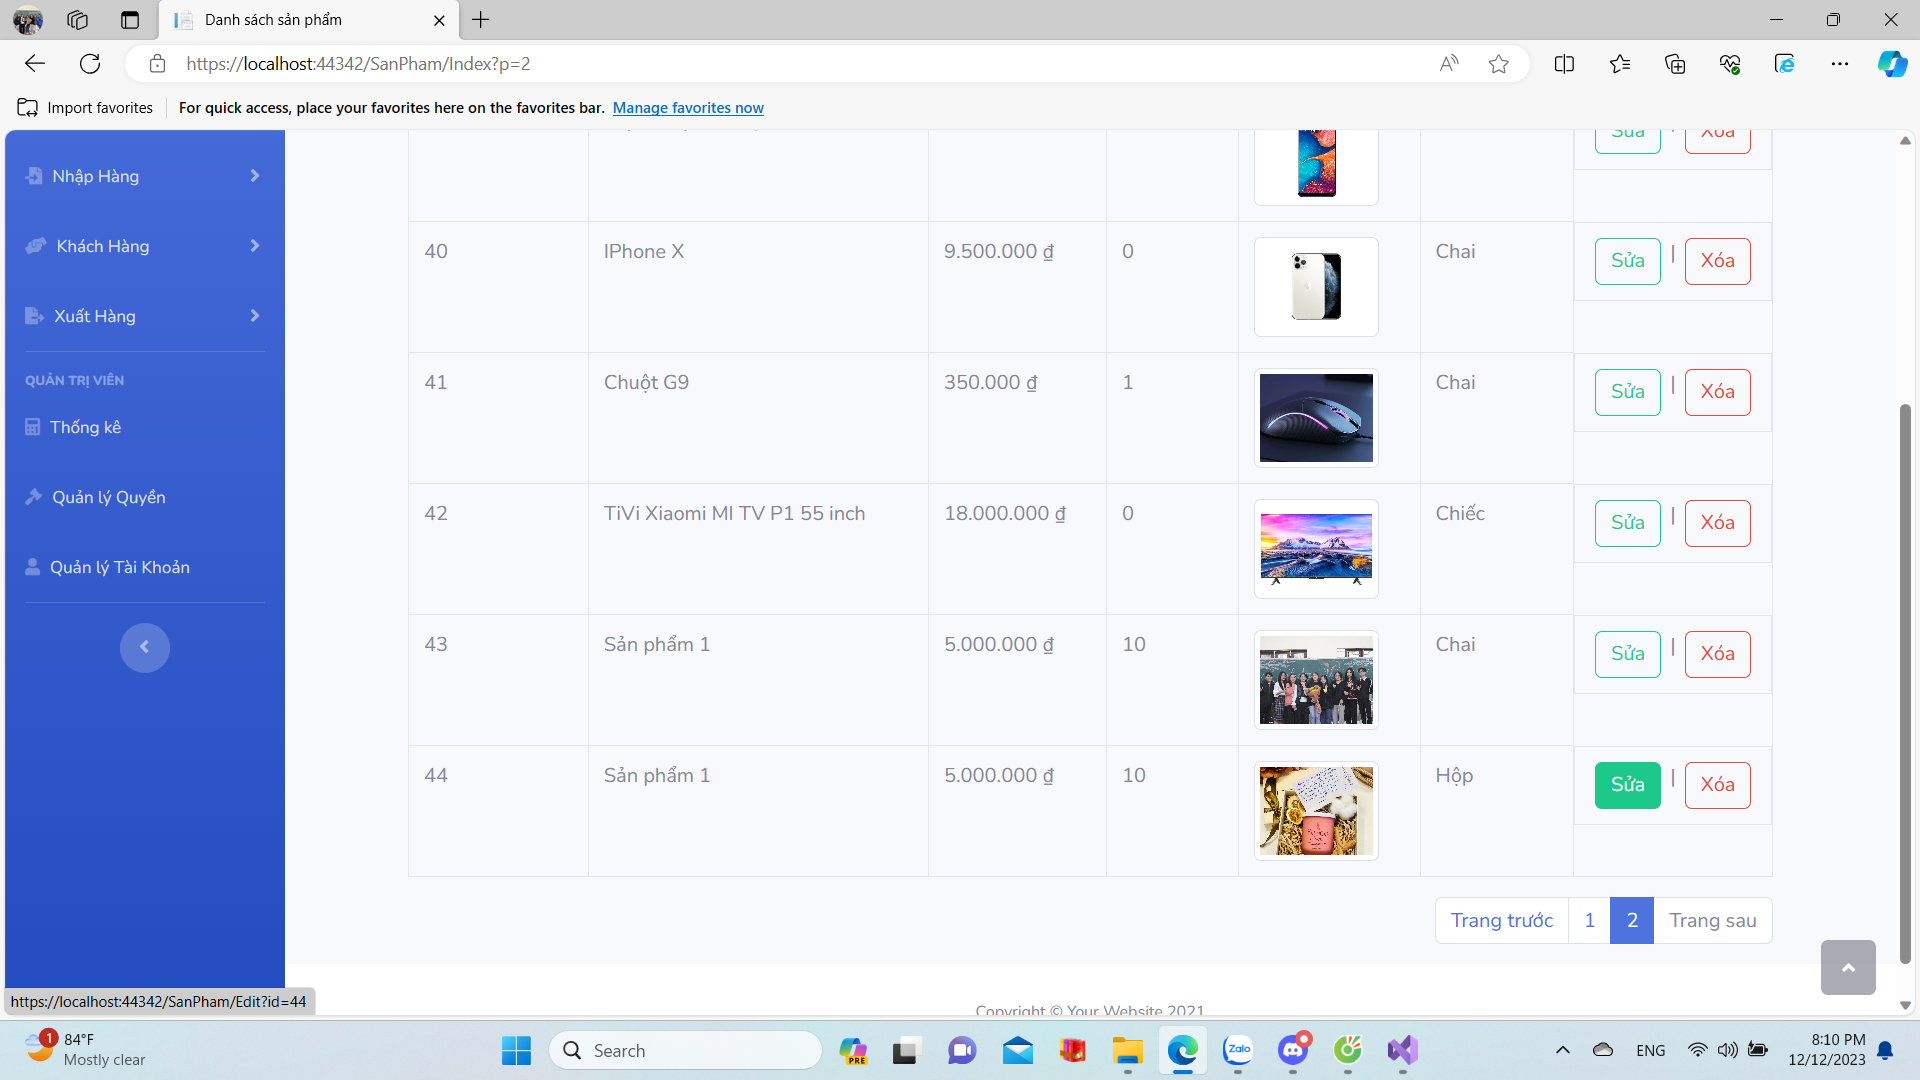 Danh sách sản phẩm
https://localhost:44342/SanPham/Index?p=2
Import favorites
For quick access, place your favorites here on the favorites bar. Manage favorites now
Sửa Xóa
Nhập Hàng
Khách Hàng
Xuất Hàng
QUẢN TRỊ VIÊN
Thống kê
Quản lý Quyền
Quản lý Tài Khoản
40 IPhone X 9.500.000 ₫ 0 Chai Sửa | Xóa
41 Chuột G9 350.000 ₫ 1 Chai Sửa | Xóa
42 TiVi Xiaomi MI TV P1 55 inch 18.000.000 ₫ 0 Chiếc Sửa | Xóa
43 Sản phẩm 1 5.000.000 ₫ 10 Chai Sửa | Xóa
44 Sản phẩm 1 5.000.000 ₫ 10 Hộp Sửa | Xóa
Trang trước 1 2 Trang sau
Copyright © Your Website 2021
https://localhost:44342/SanPham/Edit?id=44
1
84°F
Mostly clear
Search
PRE
Zalo
ENG
8:10 PM
12/12/2023